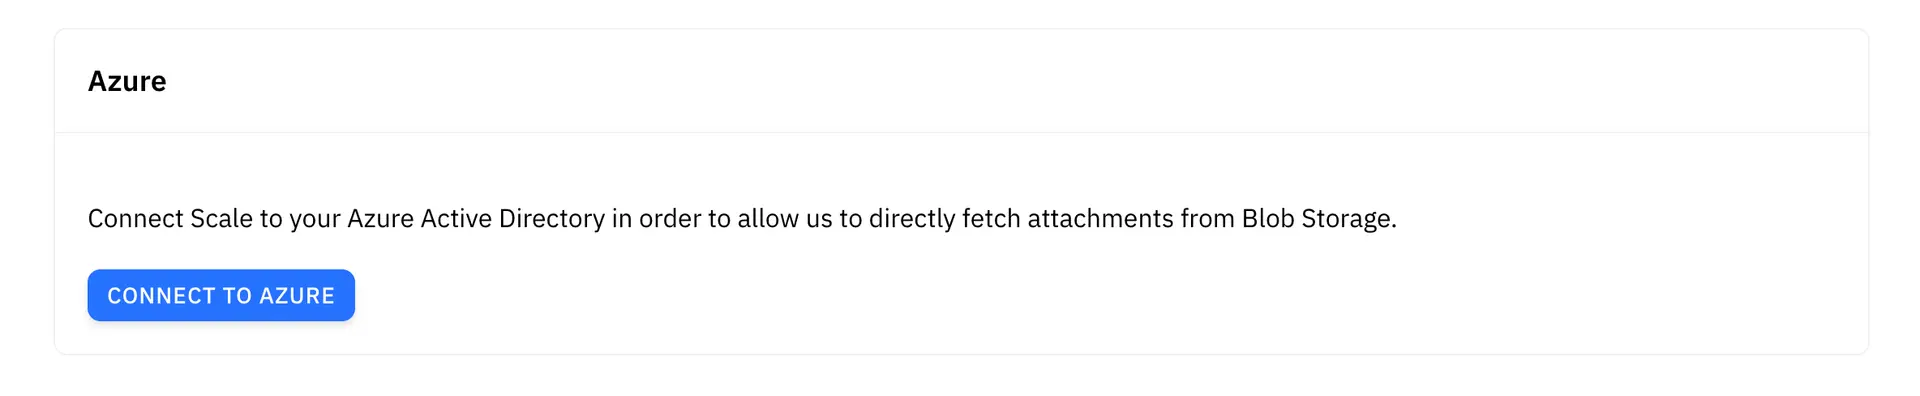 Azure
Connect Scale to your Azure Active Directory in order to allow us to directly fetch attachments from Blob Storage.
CONNECT TO AZURE